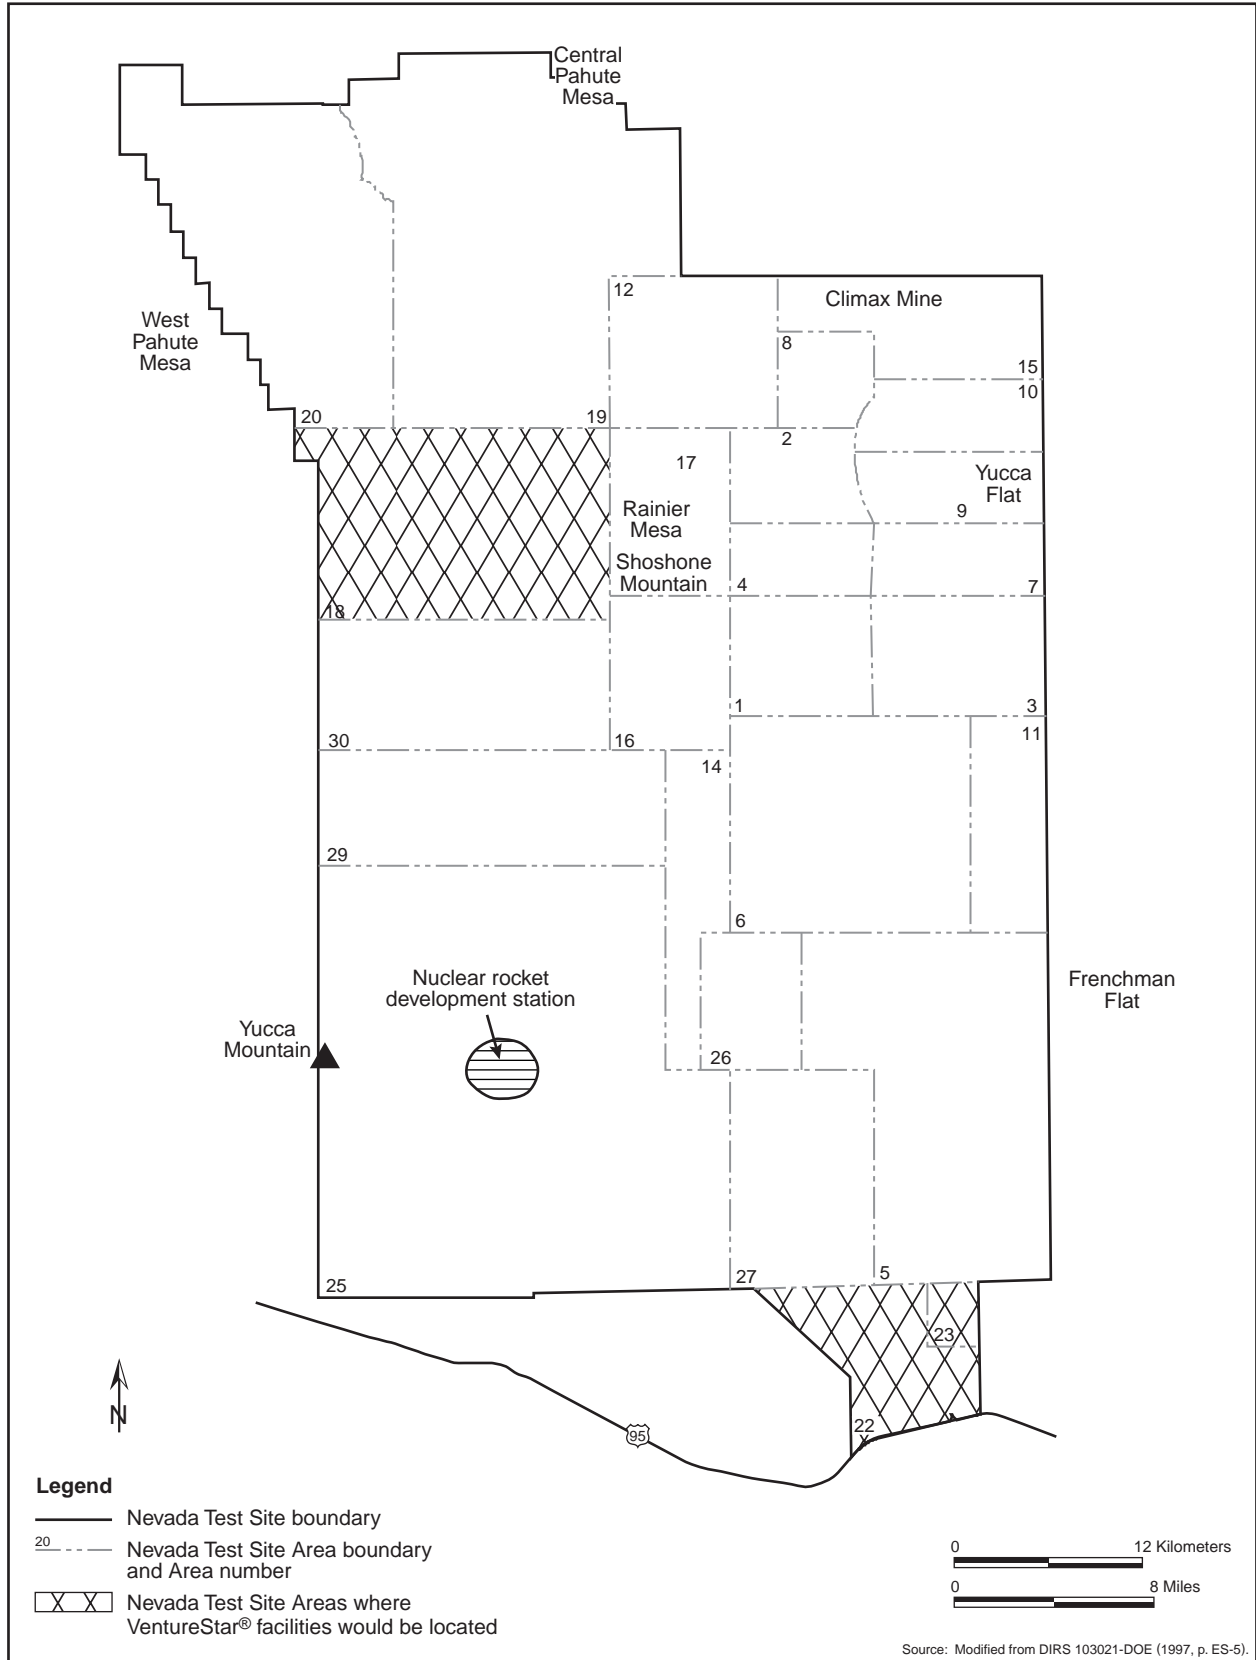 Central
Pahute
Mesa
12
Climax Mine
West
Pahute
Mesa
8
15
10
20
19
2
17
Yucca
Flat
Rainier
Mesa
9
Shoshone
Mountain
4
7
18
1
3
11
30
16
14
29
6
Nuclear rocket
development station
Frenchman
Flat
Yucca
Mountain
26
25
27
5
23
N
22
95
Legend
Nevada Test Site boundary
20
Nevada Test Site Area boundary
and Area number
Nevada Test Site Areas where
VentureStar® facilities would be located
0 12 Kilometers
0 8 Miles
Source: Modified from DIRS 103021-DOE (1997, p. ES-5).